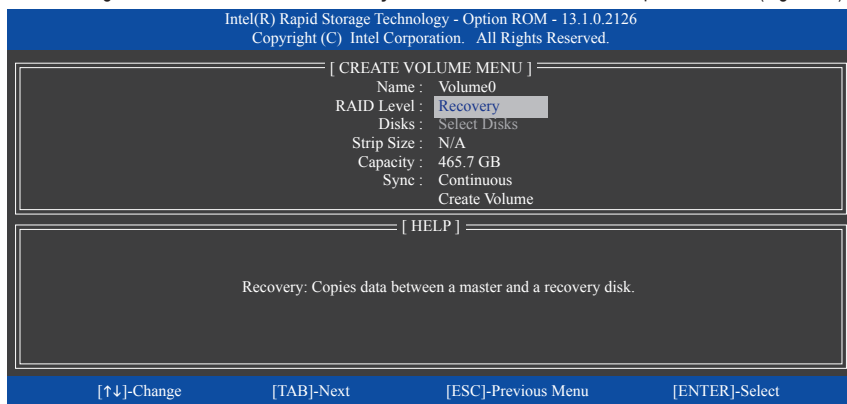 Intel(R) Rapid Storage Technology - Option ROM - 13.1.0.2126
Copyright (C) Intel Corporation. All Rights Reserved.
[ CREATE VOLUME MENU ]
Name : Volume0
RAID Level : Recovery
Disks : Select Disks
Strip Size : N/A
Capacity : 465.7 GB
Sync : Continuous
Create Volume
[ HELP ]
Recovery: Copies data between a master and a recovery disk.
[↑↓]-Change [TAB]-Next [ESC]-Previous Menu [ENTER]-Select